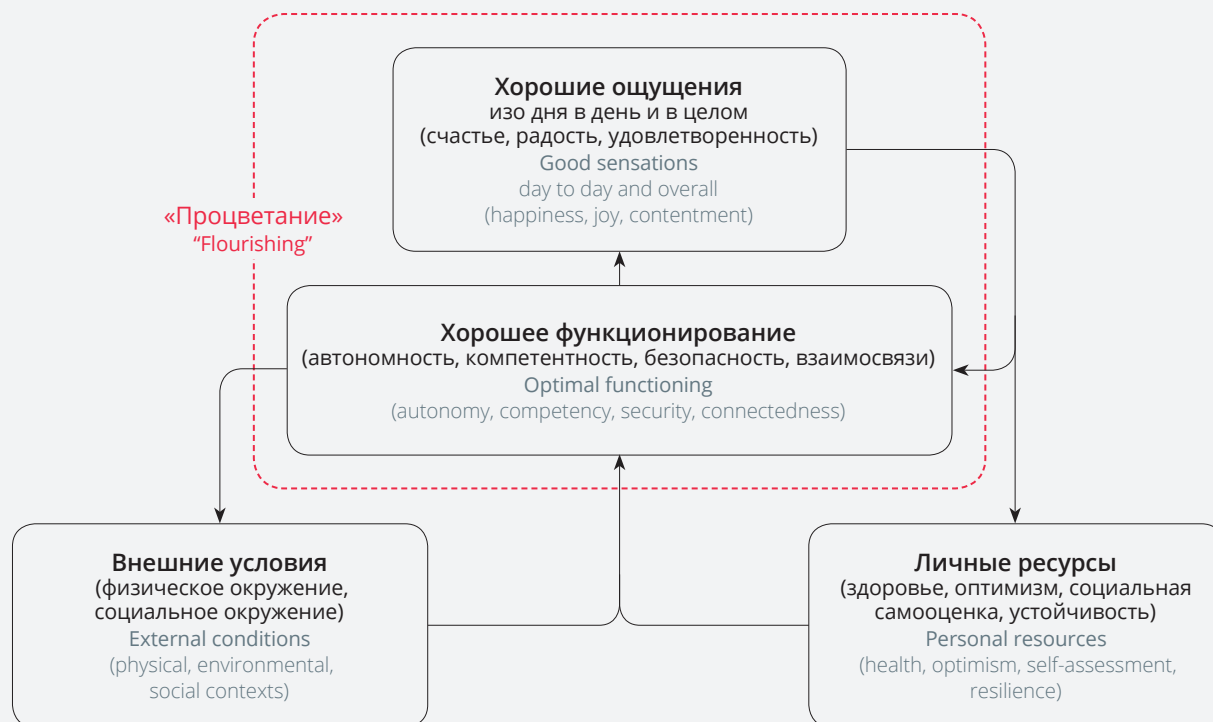 Хорошие ощущения
изо дня в день и в целом
(счастье, радость, удовлетворенность)
Good sensations
day to day and overall
(happiness, joy, contentment)
«Процветание»
“Flourishing”
Хорошее функционирование
(автономность, компетентность, безопасность, взаимосвязи)
Optimal functioning
(autonomy, competency, security, connectedness)
Внешние условия
(физическое окружение,
социальное окружение)
External conditions
(physical, environmental,
social contexts)
Личные ресурсы
(здоровье, оптимизм, социальная
самооценка, устойчивость)
Personal resources
(health, optimism, self-assessment,
resilience)